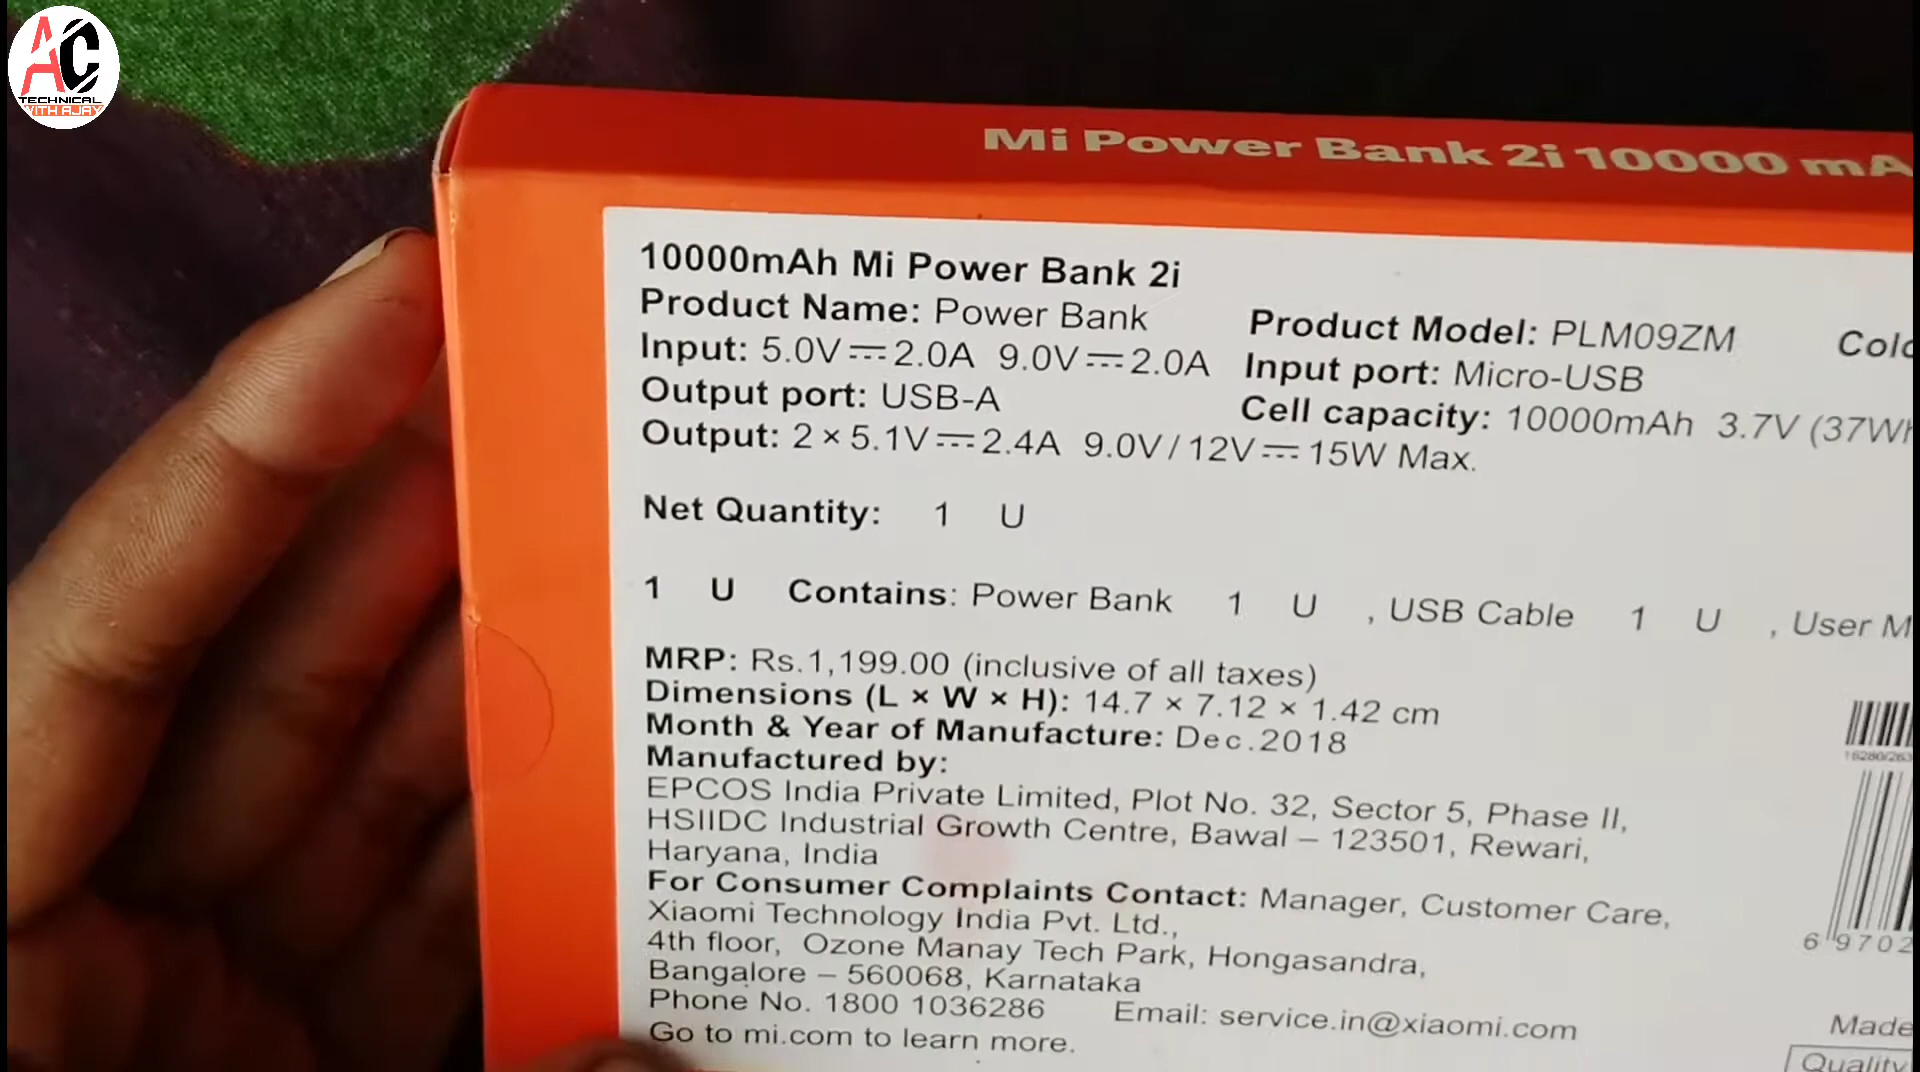 AC
TECHNICAL
WITH AJAY
Mi Power Bank 2i 10000
10000mAh Mi Power Bank 2i
Product Name: Power Bank
Product Model: PLM09ZM
Input: 5.0V⎓2.0A 9.0V⎓2.0A
Input port: Micro-USB
Output port: USB-A
Cell capacity: 10000mAh 3.7V
Output: 2 × 5.1V⎓2.4A 9.0V / 12V⎓15W Max.
Net Quantity: 1 U
1 U Contains: Power Bank 1 U , USB Cable 1 U , User
MRP: Rs.1,199.00 (inclusive of all taxes)
Dimensions (L × W × H): 14.7 × 7.12 × 1.42 cm
Month & Year of Manufacture: Dec.2018
Manufactured by:
EPCOS India Private Limited, Plot No. 32, Sector 5, Phase II,
HSIIDC Industrial Growth Centre, Bawal – 123501, Rewari,
Haryana, India
For Consumer Complaints Contact: Manager, Customer Care,
Xiaomi Technology India Pvt. Ltd.,
4th floor, Ozone Manay Tech Park, Hongasandra,
Bangalore – 560068, Karnataka
Phone No. 1800 1036286 Email: service.in@xiaomi.com
Go to mi.com to learn more.
Made
Quality